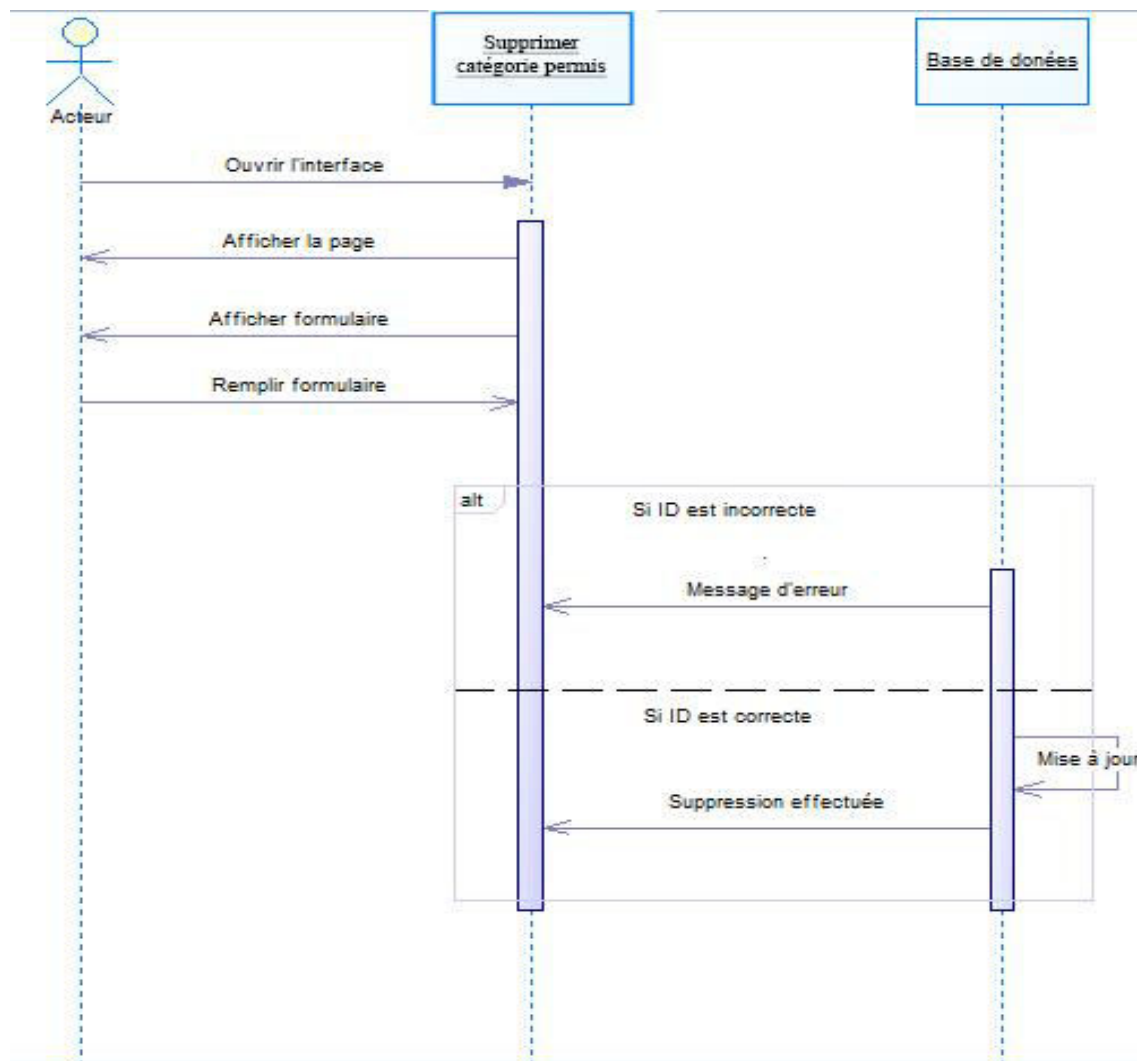 Supprimer
catégorie permis
Base de donées
Acteur
Ouvrir l'interface
Afficher la page
Afficher formulaire
Remplir formulaire
alt
Si ID est incorrecte
Message d'erreur
Si ID est correcte
Mise à jour
Suppression effectuée